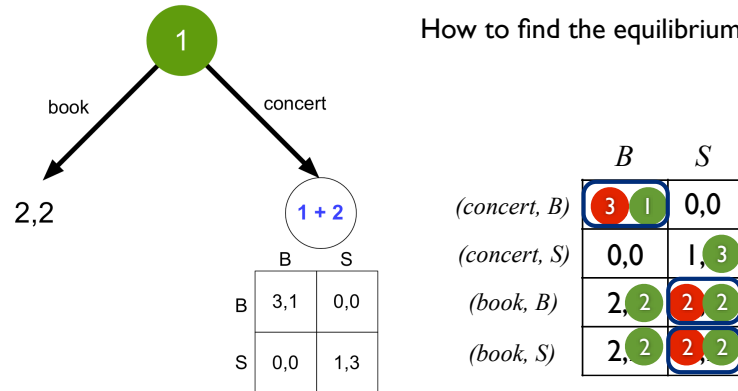 How to find the equilibrium
1
book
concert
2,2
1 + 2
B S
B 3,1 0,0
S 0,0 1,3
B S
(concert, B) 3 1 0,0
(concert, S) 0,0 1, 3
(book, B) 2, 2 2 2
(book, S) 2, 2 2, 2